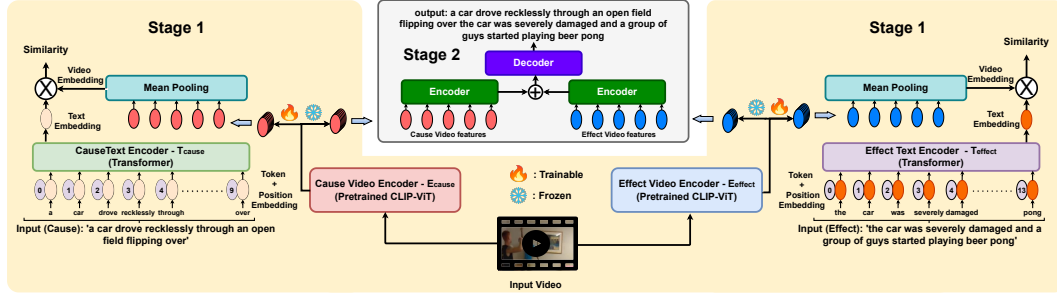 Stage 1
Similarity
Video
Embedding
Mean Pooling
Text
Embedding
CauseText Encoder - Tcause
(Transformer)
0 1 2 3 4 9
Token
+
Position
Embedding
a car drove recklessly through over
Input (Cause): 'a car drove recklessly through an open
field flipping over'
output: a car drove recklessly through an open field
flipping over the car was severely damaged and a group of
guys started playing beer pong
Stage 2
Decoder
Encoder
Encoder
Cause Video features
Effect Video features
Cause Video Encoder - Ecause
(Pretrained CLIP-ViT)
: Trainable
: Frozen
Effect Video Encoder - Eeffect
(Pretrained CLIP-ViT)
Input Video
Stage 1
Similarity
Video
Embedding
Mean Pooling
Text
Embedding
Effect Text Encoder - Teffect
(Transformer)
Token
+
Position
Embedding
0 1 2 3 4 13
the car was severely damaged pong
Input (Effect): 'the car was severely damaged and a
group of guys started playing beer pong'